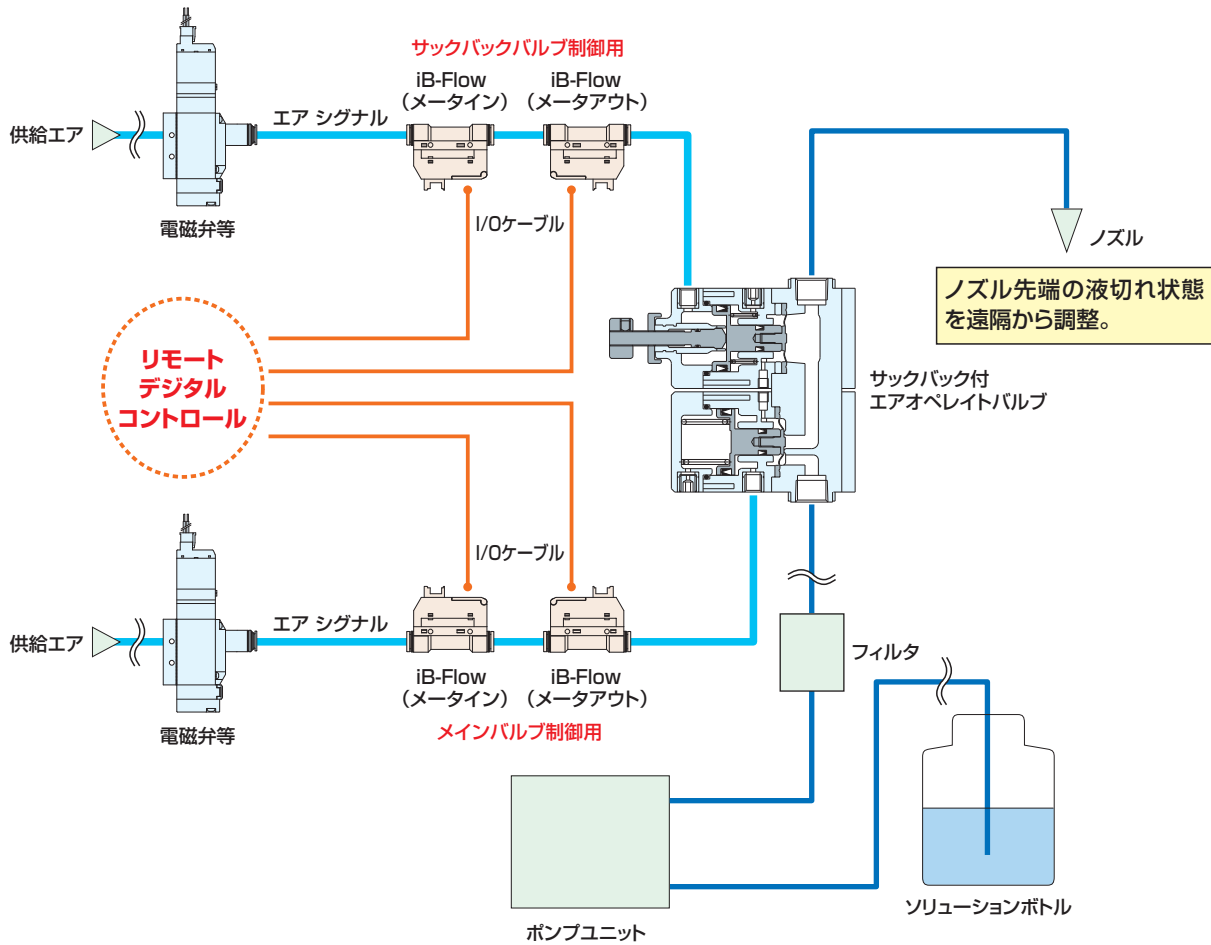 サックバックバルブ制御用
iB-Flow
（メータイン）
iB-Flow
（メータアウト）
供給エア
エア シグナル
電磁弁等
I/Oケーブル
ノズル
ノズル先端の液切れ状態
を遠隔から調整。
リモート
デジタル
コントロール
サックバック付
エアオペレイトバルブ
I/Oケーブル
供給エア
エア シグナル
電磁弁等
iB-Flow
（メータイン）
iB-Flow
（メータアウト）
メインバルブ制御用
フィルタ
ポンプユニット
ソリューションボトル